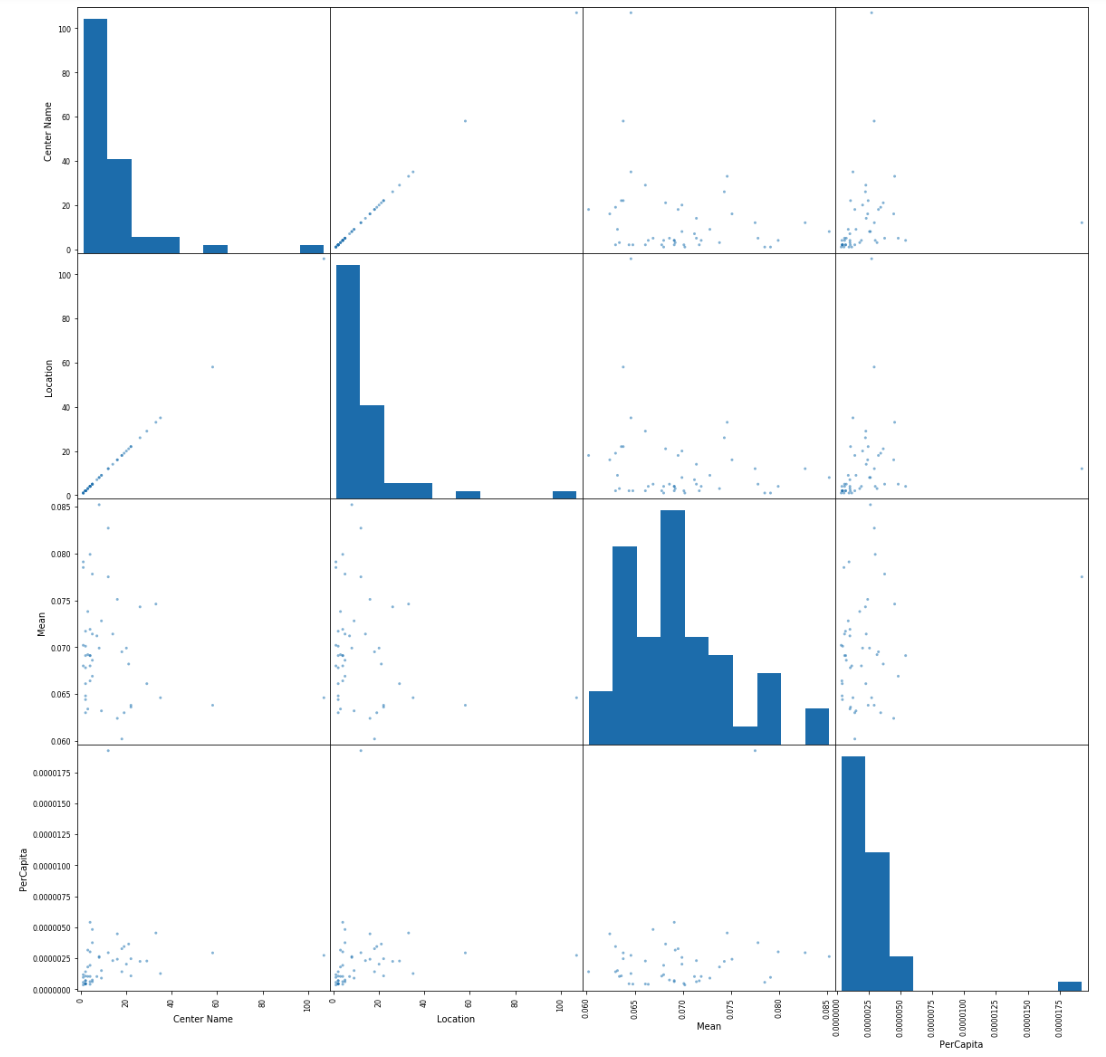 100
80
60
40
20
0
Center Name
100
80
60
40
20
0
Location
0.085
0.080
0.075
0.070
0.065
0.060
Mean
0.0000175
0.0000150
0.0000125
0.0000100
0.0000075
0.0000050
0.0000025
0.0000000
PerCapita
0 20 40 60 80 100
Center Name
0 20 40 60 80 100
Location
0.060 0.065 0.070 0.075 0.080 0.085
Mean
0.0000000 0.0000025 0.0000050 0.0000075 0.0000100 0.0000125 0.0000150 0.0000175
PerCapita